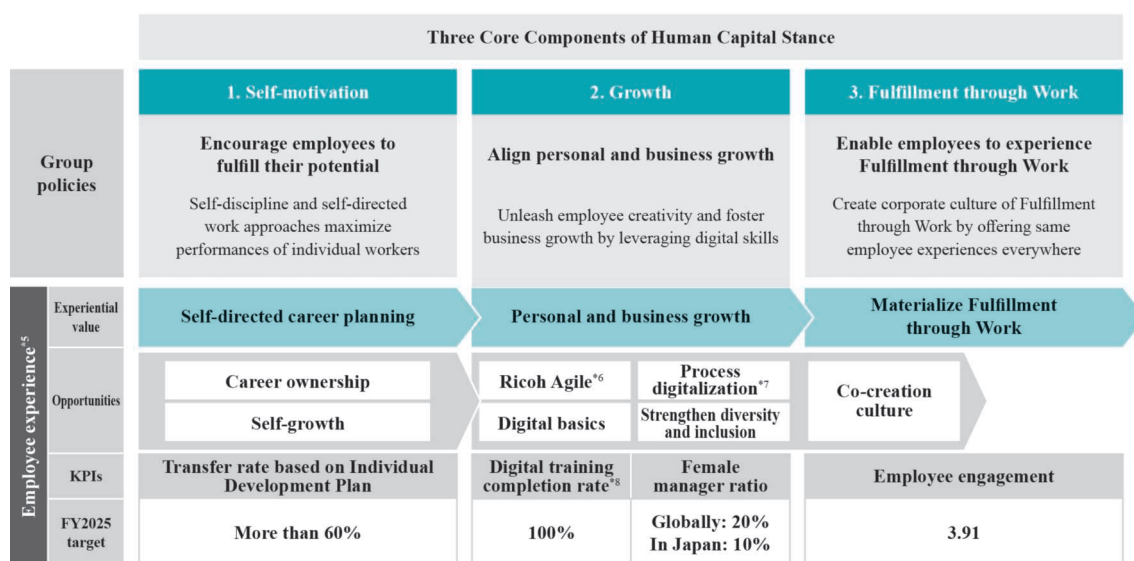 Three Core Components of Human Capital Stance
1. Self-motivation
2. Growth
3. Fulfillment through Work
Group
policies
Encourage employees to
fulfill their potential
Self-discipline and self-directed
work approaches maximize
performances of individual workers
Align personal and business growth
Unleash employee creativity and foster
business growth by leveraging digital skills
Enable employees to experience
Fulfillment through Work
Create corporate culture of Fulfillment
through Work by offering same
employee experiences everywhere
Employee experience*5
Experiential
value
Self-directed career planning
Personal and business growth
Materialize Fulfillment
through Work
Opportunities
Career ownership
Self-growth
Ricoh Agile*6
Process
digitalization*7
Digital basics
Strengthen diversity
and inclusion
Co-creation
culture
KPIs
Transfer rate based on Individual
Development Plan
Digital training
completion rate*8
Female
manager ratio
Employee engagement
FY2025
target
More than 60%
100%
Globally: 20%
In Japan: 10%
3.91